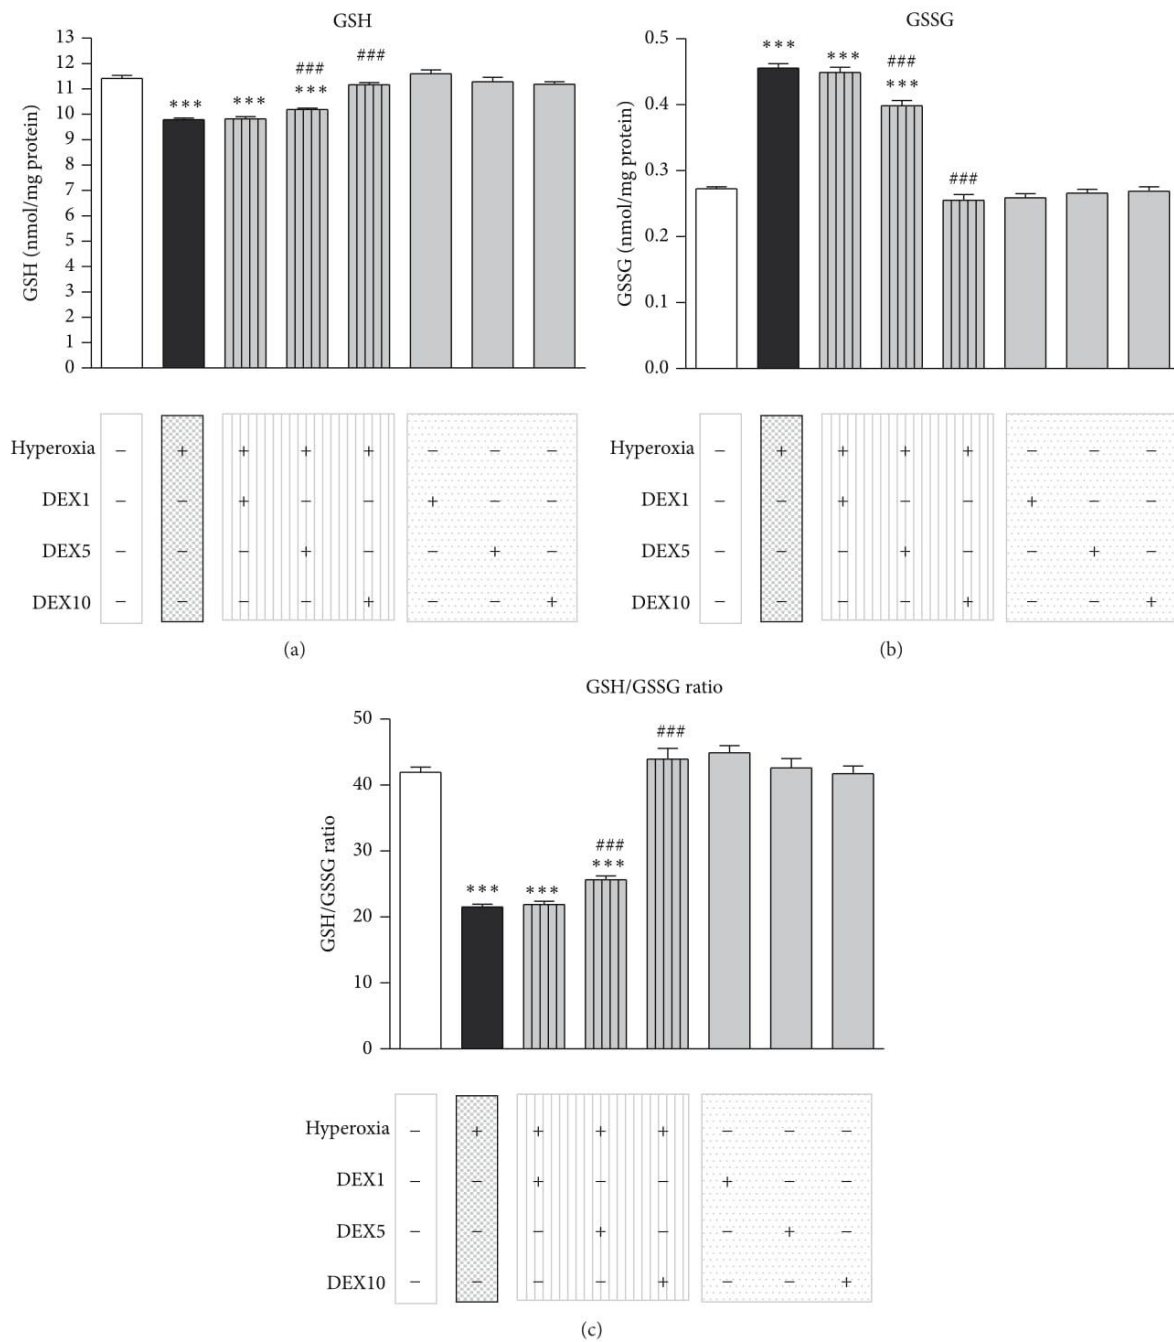 GSH
13
12
11
10
9
8
7
6
5
4
3
2
1
0
GSH (nmol/mg protein)
*** *** ### *** ###
Hyperoxia − + + + + − − −
DEX1 − − + − − + − −
DEX5 − − − + − − + −
DEX10 − − − − + − − +
(a)
GSSG
0.5
0.4
0.3
0.2
0.1
0.0
GSSG (nmol/mg protein)
*** *** ### *** ###
Hyperoxia − + + + + − − −
DEX1 − − + − − + − −
DEX5 − − − + − − + −
DEX10 − − − − + − − +
(b)
GSH/GSSG ratio
50
40
30
20
10
0
GSH/GSSG ratio
*** *** ### *** ###
Hyperoxia − + + + + − − −
DEX1 − − + − − + − −
DEX5 − − − + − − + −
DEX10 − − − − + − − +
(c)